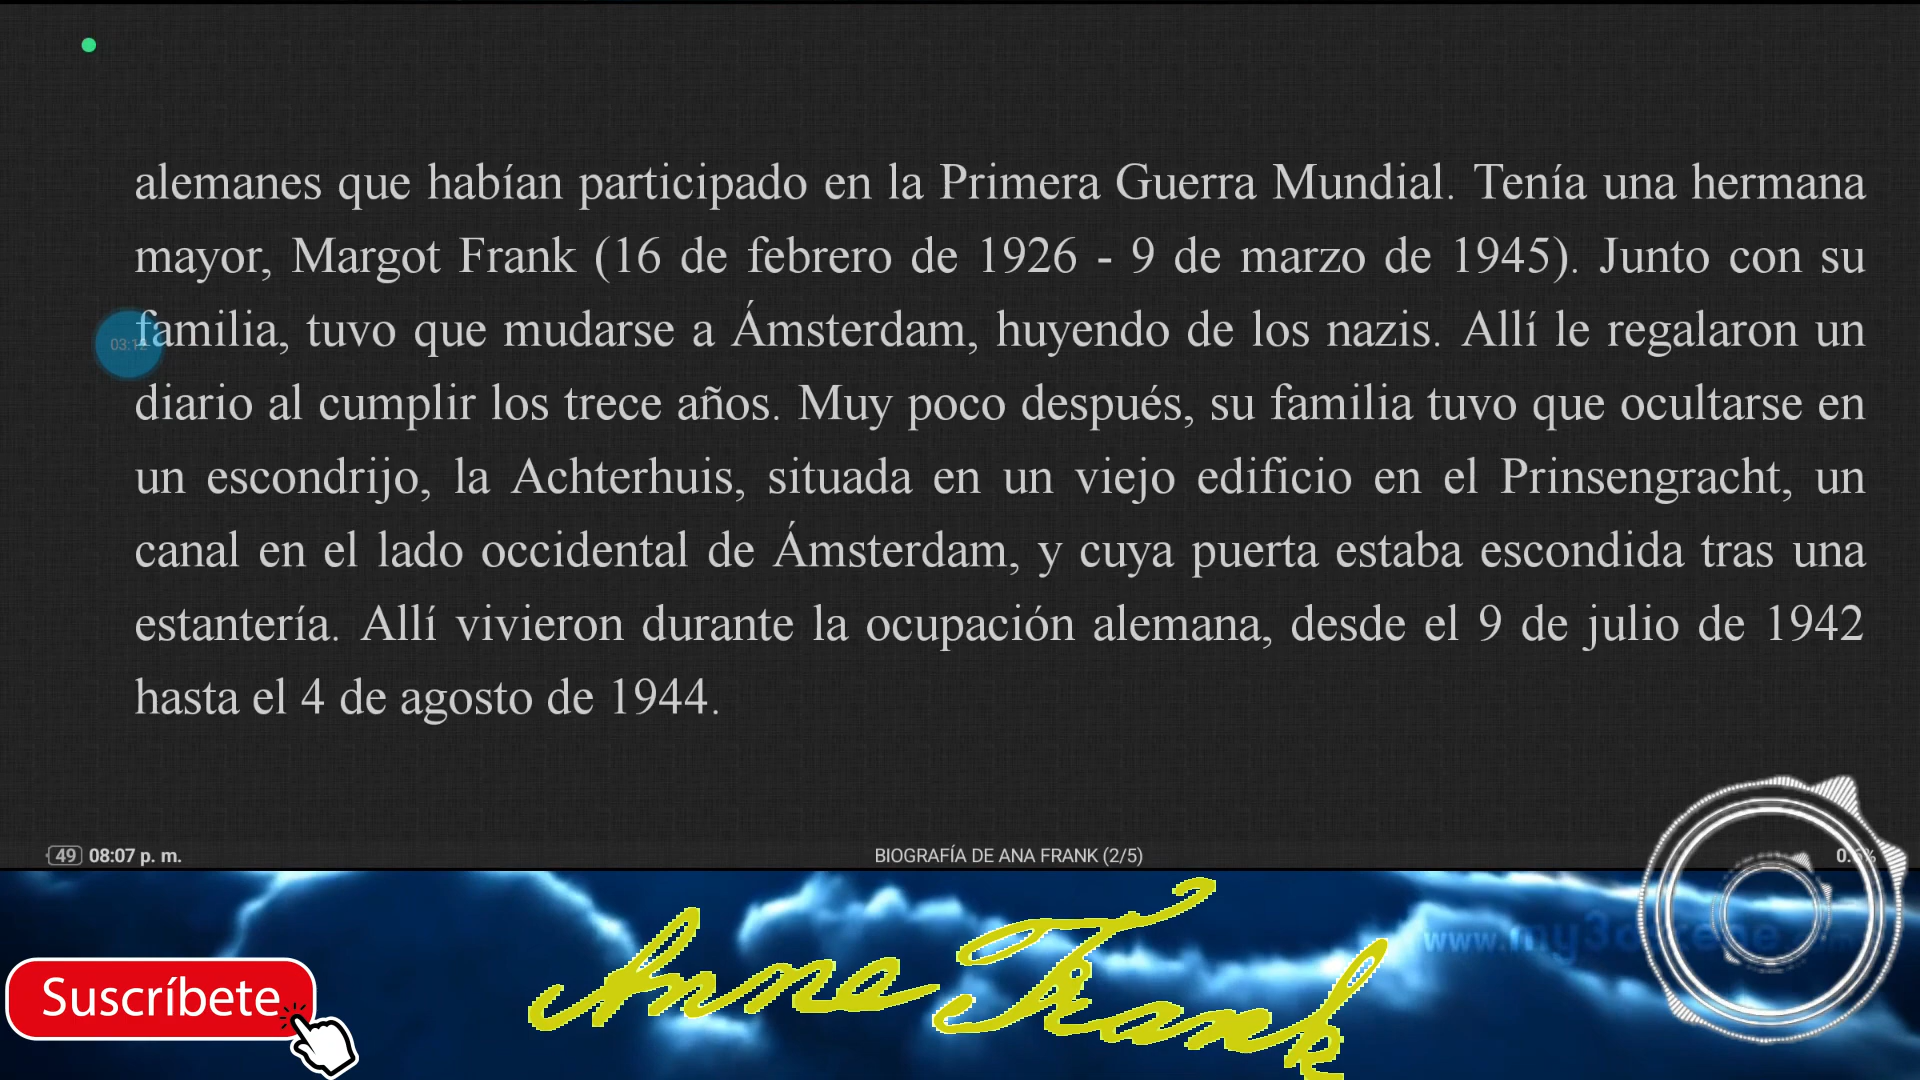 alemanes que habían participado en la Primera Guerra Mundial. Tenía una hermana
mayor, Margot Frank (16 de febrero de 1926 - 9 de marzo de 1945). Junto con su
familia, tuvo que mudarse a Ámsterdam, huyendo de los nazis. Allí le regalaron un
03:12
diario al cumplir los trece años. Muy poco después, su familia tuvo que ocultarse en
un escondrijo, la Achterhuis, situada en un viejo edificio en el Prinsengracht, un
canal en el lado occidental de Ámsterdam, y cuya puerta estaba escondida tras una
estantería. Allí vivieron durante la ocupación alemana, desde el 9 de julio de 1942
hasta el 4 de agosto de 1944.
49 08:07 p. m.
BIOGRAFÍA DE ANA FRANK (2/5)
Suscríbete
Anne Frank